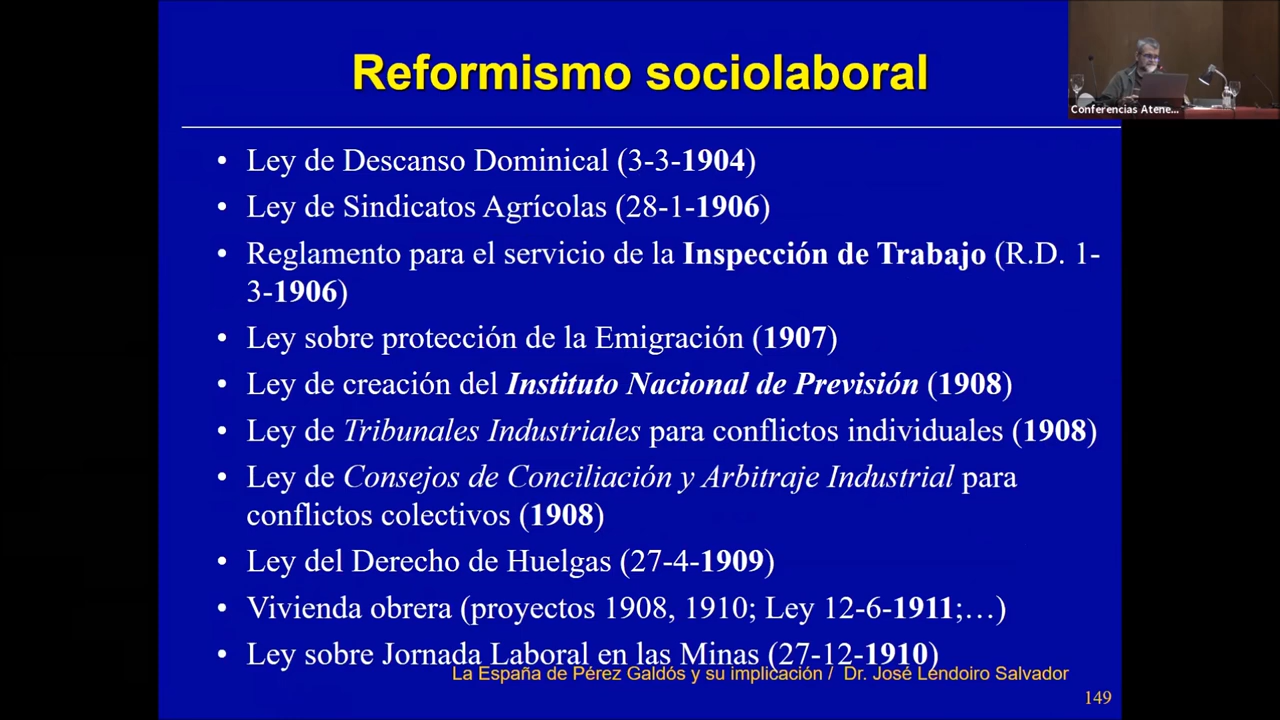 Reformismo sociolaboral
Conferencias Atene...
• Ley de Descanso Dominical (3-3-1904)
• Ley de Sindicatos Agrícolas (28-1-1906)
• Reglamento para el servicio de la Inspección de Trabajo (R.D. 1-
3-1906)
• Ley sobre protección de la Emigración (1907)
• Ley de creación del Instituto Nacional de Previsión (1908)
• Ley de Tribunales Industriales para conflictos individuales (1908)
• Ley de Consejos de Conciliación y Arbitraje Industrial para
conflictos colectivos (1908)
• Ley del Derecho de Huelgas (27-4-1909)
• Vivienda obrera (proyectos 1908, 1910; Ley 12-6-1911;…)
• Ley sobre Jornada Laboral en las Minas (27-12-1910)
La España de Pérez Galdós y su implicación / Dr. José Lendoiro Salvador
149